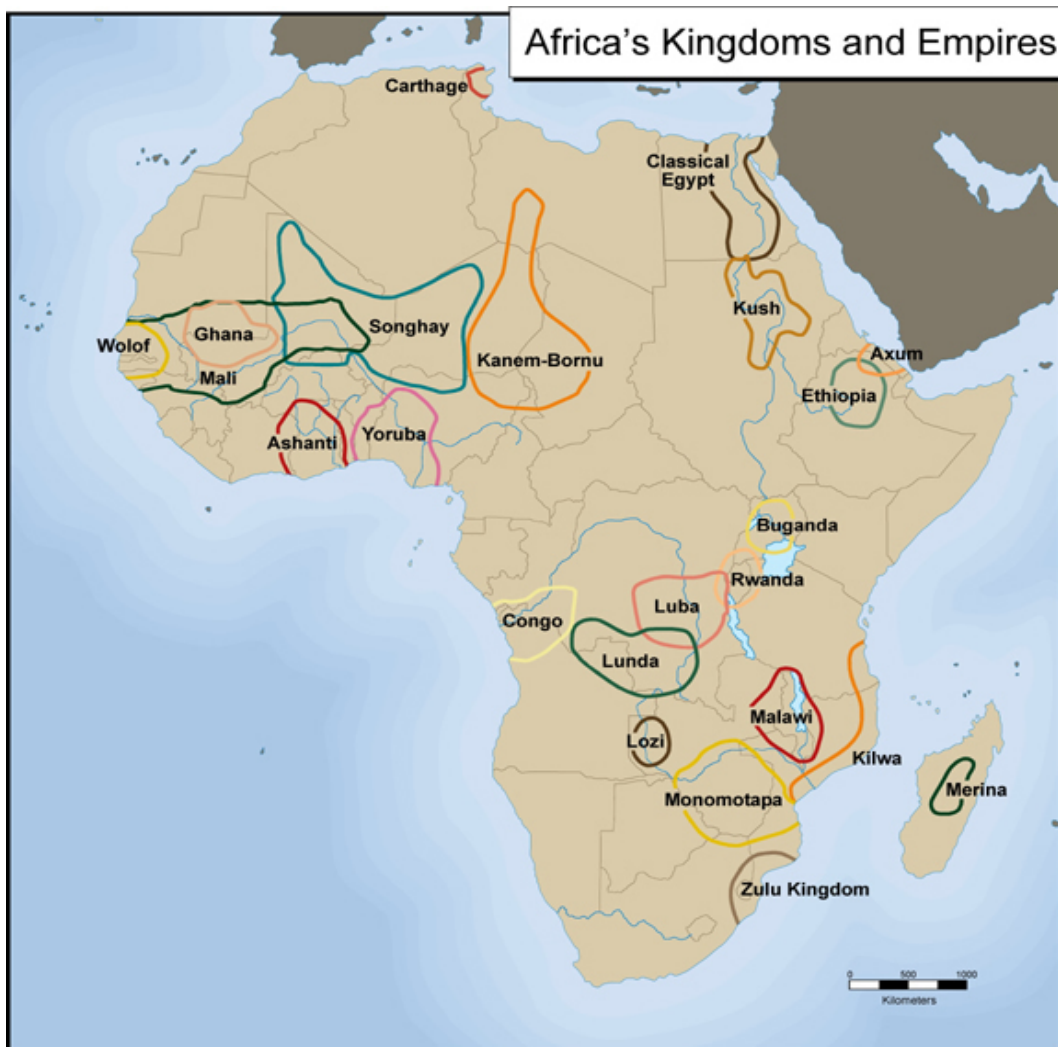 Africa's Kingdoms and Empires
Carthage
Classical
Egypt
Wolof
Ghana
Songhay
Kush
Kanem-Bornu
Axum
Mali
Ethiopia
Ashanti
Yoruba
Buganda
Rwanda
Luba
Congo
Lunda
Malawi
Lozi
Kilwa
Monomotapa
Merina
Zulu Kingdom
0 500 1000
Kilometers